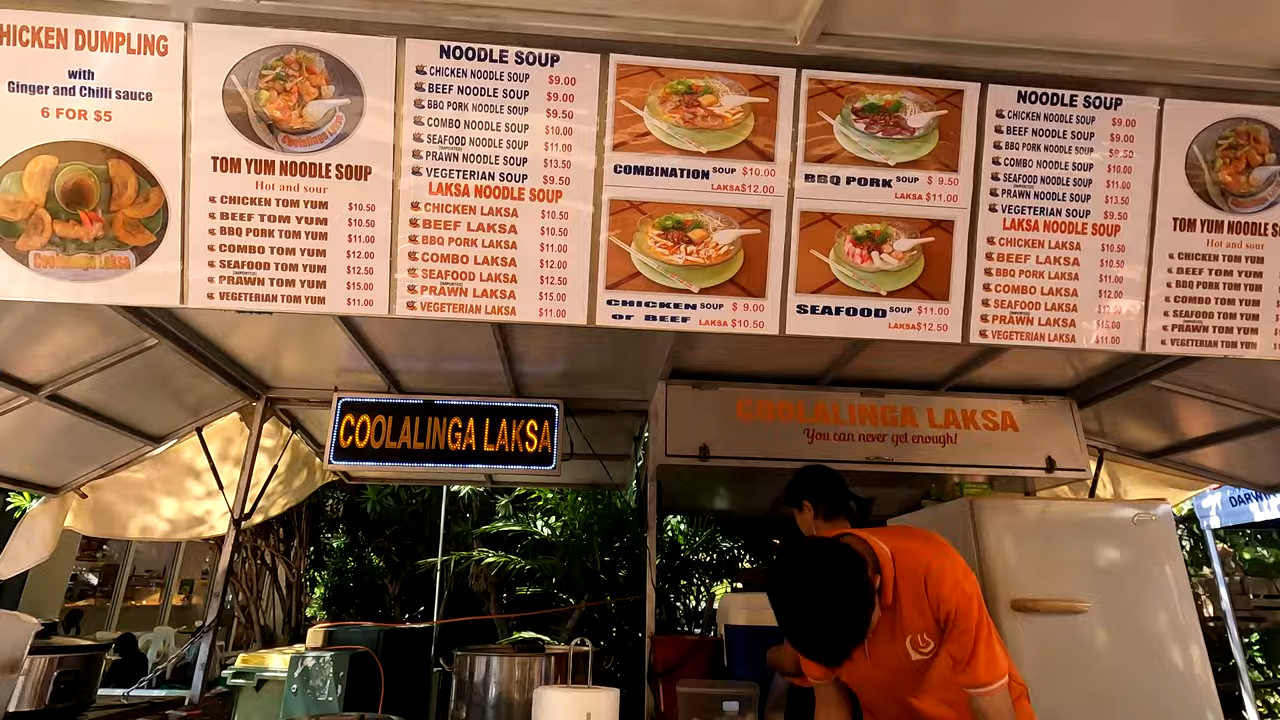 HICKEN DUMPLING
with
Ginger and Chilli sauce
6 FOR $5
Coolalinga Laksa
Coolalinga Laksa
TOM YUM NOODLE SOUP
Hot and sour
CHICKEN TOM YUM $10.50
BEEF TOM YUM $10.50
BBQ PORK TOM YUM $11.00
COMBO TOM YUM $12.00
SEAFOOD TOM YUM $12.50
(IMPORTED)
PRAWN TOM YUM $15.00
VEGETERIAN TOM YUM $11.00
NOODLE SOUP
CHICKEN NOODLE SOUP $9.00
BEEF NOODLE SOUP $9.00
BBQ PORK NOODLE SOUP $9.50
COMBO NOODLE SOUP $10.00
SEAFOOD NOODLE SOUP $11.00
(IMPORTED)
PRAWN NOODLE SOUP $13.50
VEGETERIAN SOUP $9.50
LAKSA NOODLE SOUP
CHICKEN LAKSA $10.50
BEEF LAKSA $10.50
BBQ PORK LAKSA $11.00
COMBO LAKSA $12.00
SEAFOOD LAKSA $12.50
(IMPORTED)
PRAWN LAKSA $15.00
VEGETERIAN LAKSA $11.00
COMBINATION SOUP $10.00
LAKSA $12.00
CHICKEN SOUP $ 9.00
or BEEF LAKSA $10.50
BBQ PORK SOUP $ 9.50
LAKSA $11.00
SEAFOOD SOUP $11.00
LAKSA $12.50
NOODLE SOUP
CHICKEN NOODLE SOUP $9.00
BEEF NOODLE SOUP $9.00
BBQ PORK NOODLE SOUP $9.50
COMBO NOODLE SOUP $10.00
SEAFOOD NOODLE SOUP $11.00
(IMPORTED)
PRAWN NOODLE SOUP $13.50
VEGETERIAN SOUP $9.50
LAKSA NOODLE SOUP
CHICKEN LAKSA $10.50
BEEF LAKSA $10.50
BBQ PORK LAKSA $11.00
COMBO LAKSA $12.00
SEAFOOD LAKSA $12.50
(IMPORTED)
PRAWN LAKSA $15.00
VEGETERIAN LAKSA $11.00
TOM YUM NOODLE S
Hot and sour
CHICKEN TOM YUM
BEEF TOM YUM
BBQ PORK TOM YUM
COMBO TOM YUM
SEAFOOD TOM YUM
(IMPORTED)
PRAWN TOM YUM
VEGETERIAN TOM YUM
COOLALINGA LAKSA
COOLALINGA LAKSA
You can never get enough!
DARWI